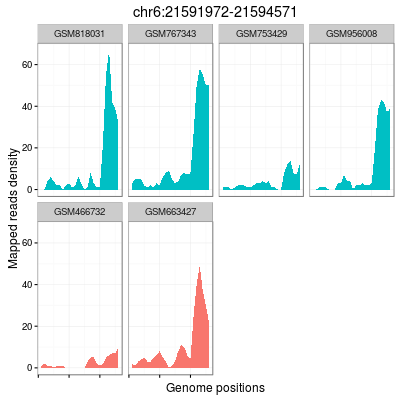 chr6:21591972-21594571
GSM818031 GSM767343 GSM753429 GSM956008
60
40
20
0
GSM466732 GSM663427
60
40
20
0
Mapped reads density
Genome positions